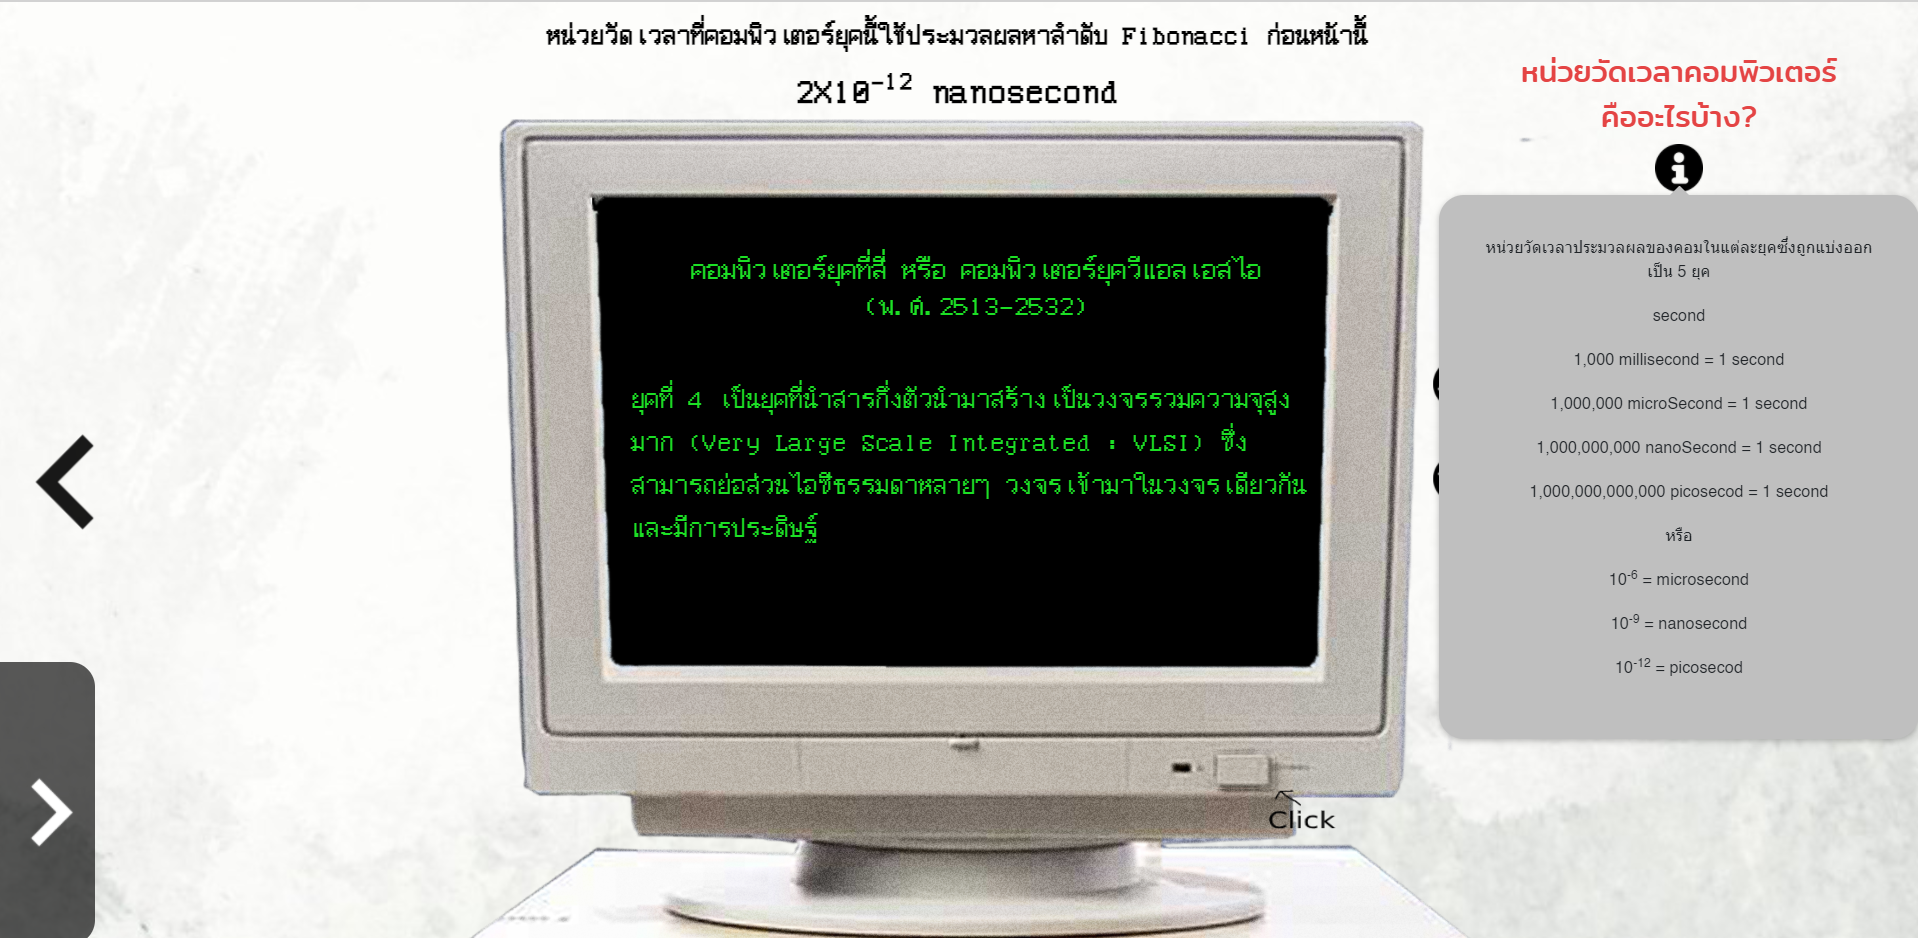 หน่วยวัดเวลาที่คอมพิวเตอร์ยุคนี้ใช้ประมวลผลหาลำดับ Fibonacci ก่อนหน้านี้
2X10⁻¹² nanosecond
หน่วยวัดเวลาคอมพิวเตอร์
คืออะไรบ้าง?
คอมพิวเตอร์ยุคที่สี่ หรือ คอมพิวเตอร์ยุควีแอลเอสไอ
(พ.ศ.2513-2532)
ยุคที่ 4 เป็นยุคที่นำสารกึ่งตัวนำมาสร้างเป็นวงจรรวมความจุสูง
มาก (Very Large Scale Integrated : VLSI) ซึ่ง
สามารถย่อส่วนไอซีธรรมดาหลายๆ วงจรเข้ามาในวงจรเดียวกัน
และมีการประดิษฐ์
Click
หน่วยวัดเวลาประมวลผลของคอมในแต่ละยุคซึ่งถูกแบ่งออก
เป็น 5 ยุค
second
1,000 millisecond = 1 second
1,000,000 microSecond = 1 second
1,000,000,000 nanoSecond = 1 second
1,000,000,000,000 picosecod = 1 second
หรือ
10⁻⁶ = microsecond
10⁻⁹ = nanosecond
10⁻¹² = picosecod